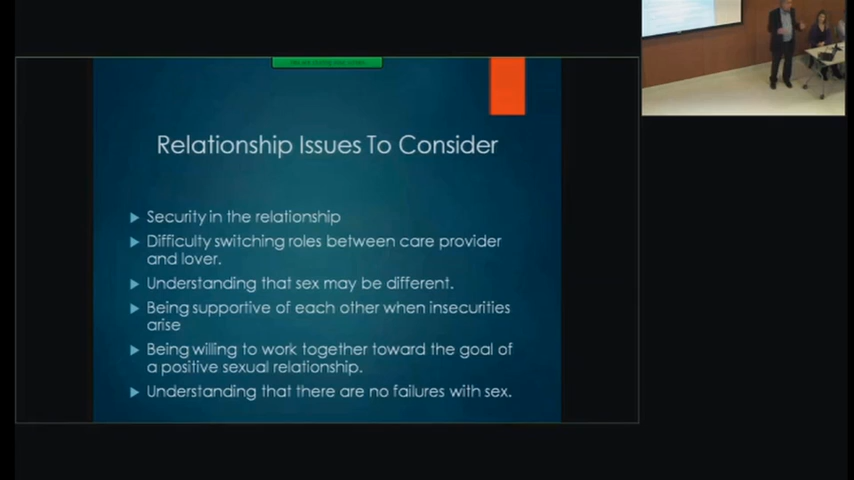 Relationship Issues To Consider
Security in the relationship
Difficulty switching roles between care provider
and lover.
Understanding that sex may be different.
Being supportive of each other when insecurities
arise
Being willing to work together toward the goal of
a positive sexual relationship.
Understanding that there are no failures with sex.